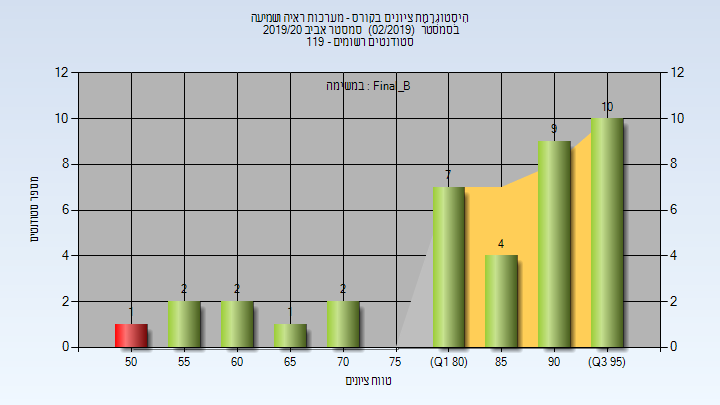 היסטוגרמת ציונים בקורס - מערכות ראיה ושמיעה
בסמסטר (02/2019) סמסטר אביב 2019/20
סטודנטים רשומים - 119
במשימה : Final_B
12 12
10 10
8 8
6 6
4 4
2 2
0 0
1 2 2 1 2 7 4 9 10
מספר סטודנטים
50 55 60 65 70 75 (Q1 80) 85 90 (Q3 95)
טווח ציונים